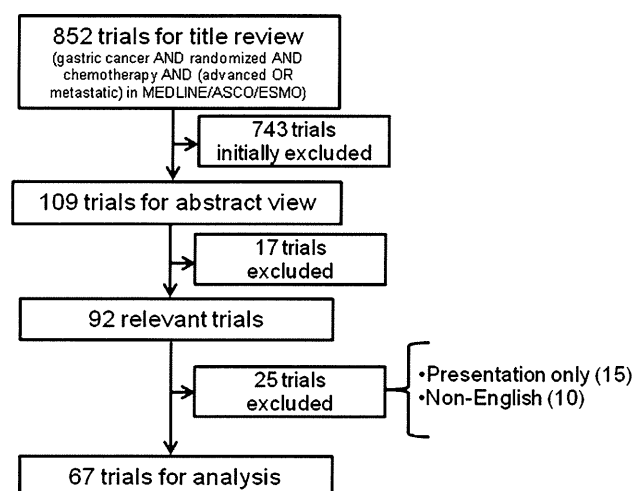 852 trials for title review
(gastric cancer AND randomized AND
chemotherapy AND (advanced OR
metastatic) in MEDLINE/ASCO/ESMO)
743 trials
initially excluded
109 trials for abstract view
17 trials
excluded
92 relevant trials
25 trials
excluded
•Presentation only (15)
•Non-English (10)
67 trials for analysis